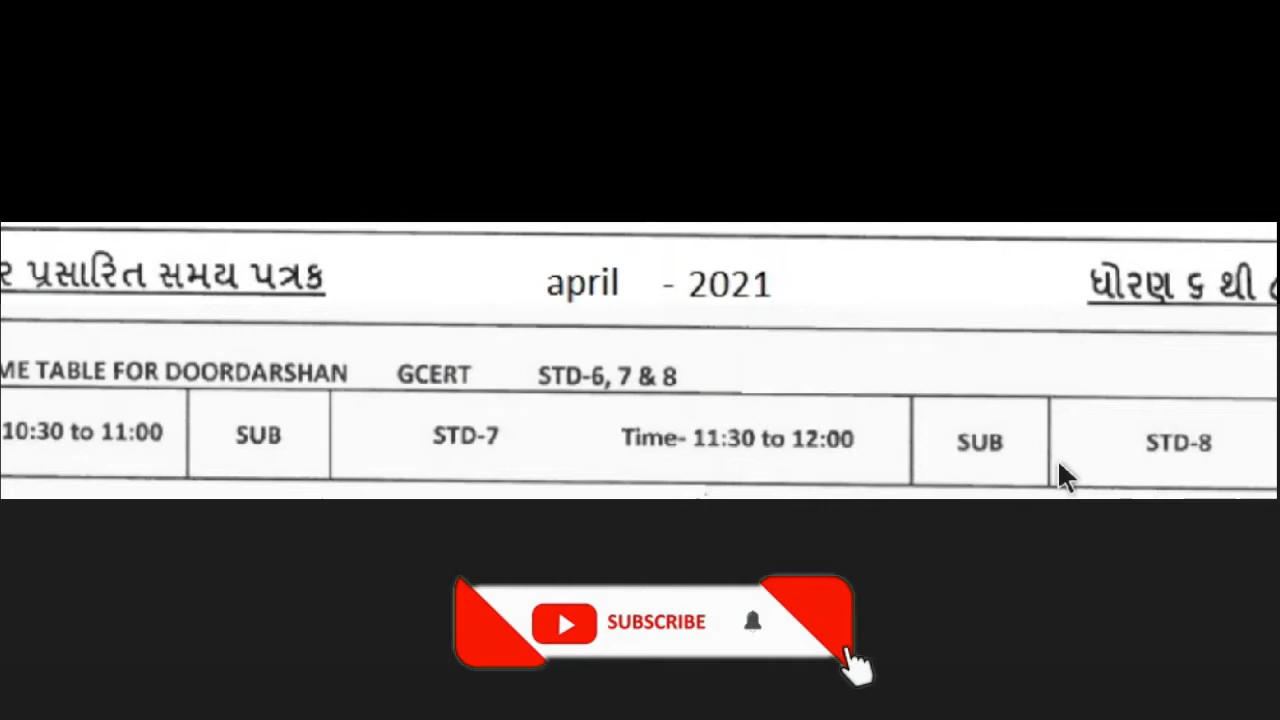 પ્રસારિત સમય પત્રક april - 2021 ધોરણ ૬ થી
TABLE FOR DOORDARSHAN GCERT STD-6, 7 & 8
10:30 to 11:00 SUB STD-7 Time- 11:30 to 12:00 SUB STD-8
SUBSCRIBE